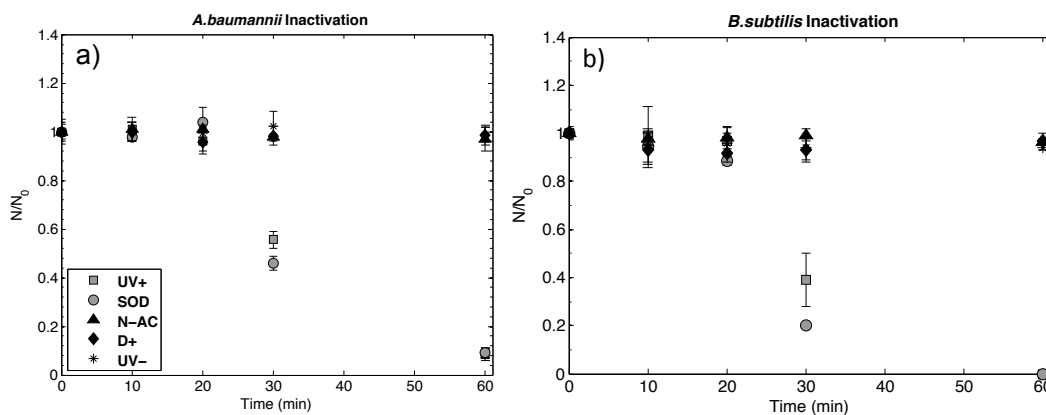 A.baumannii Inactivation
a)
1.4
1.2
1
0.8
0.6
0.4
0.2
0
N/N0
0 10 20 30 40 50 60
Time (min)
UV+
SOD
N−AC
D+
UV−
B.subtilis Inactivation
b)
1.4
1.2
1
0.8
0.6
0.4
0.2
0
N/N0
0 10 20 30 40 50 60
Time (min)